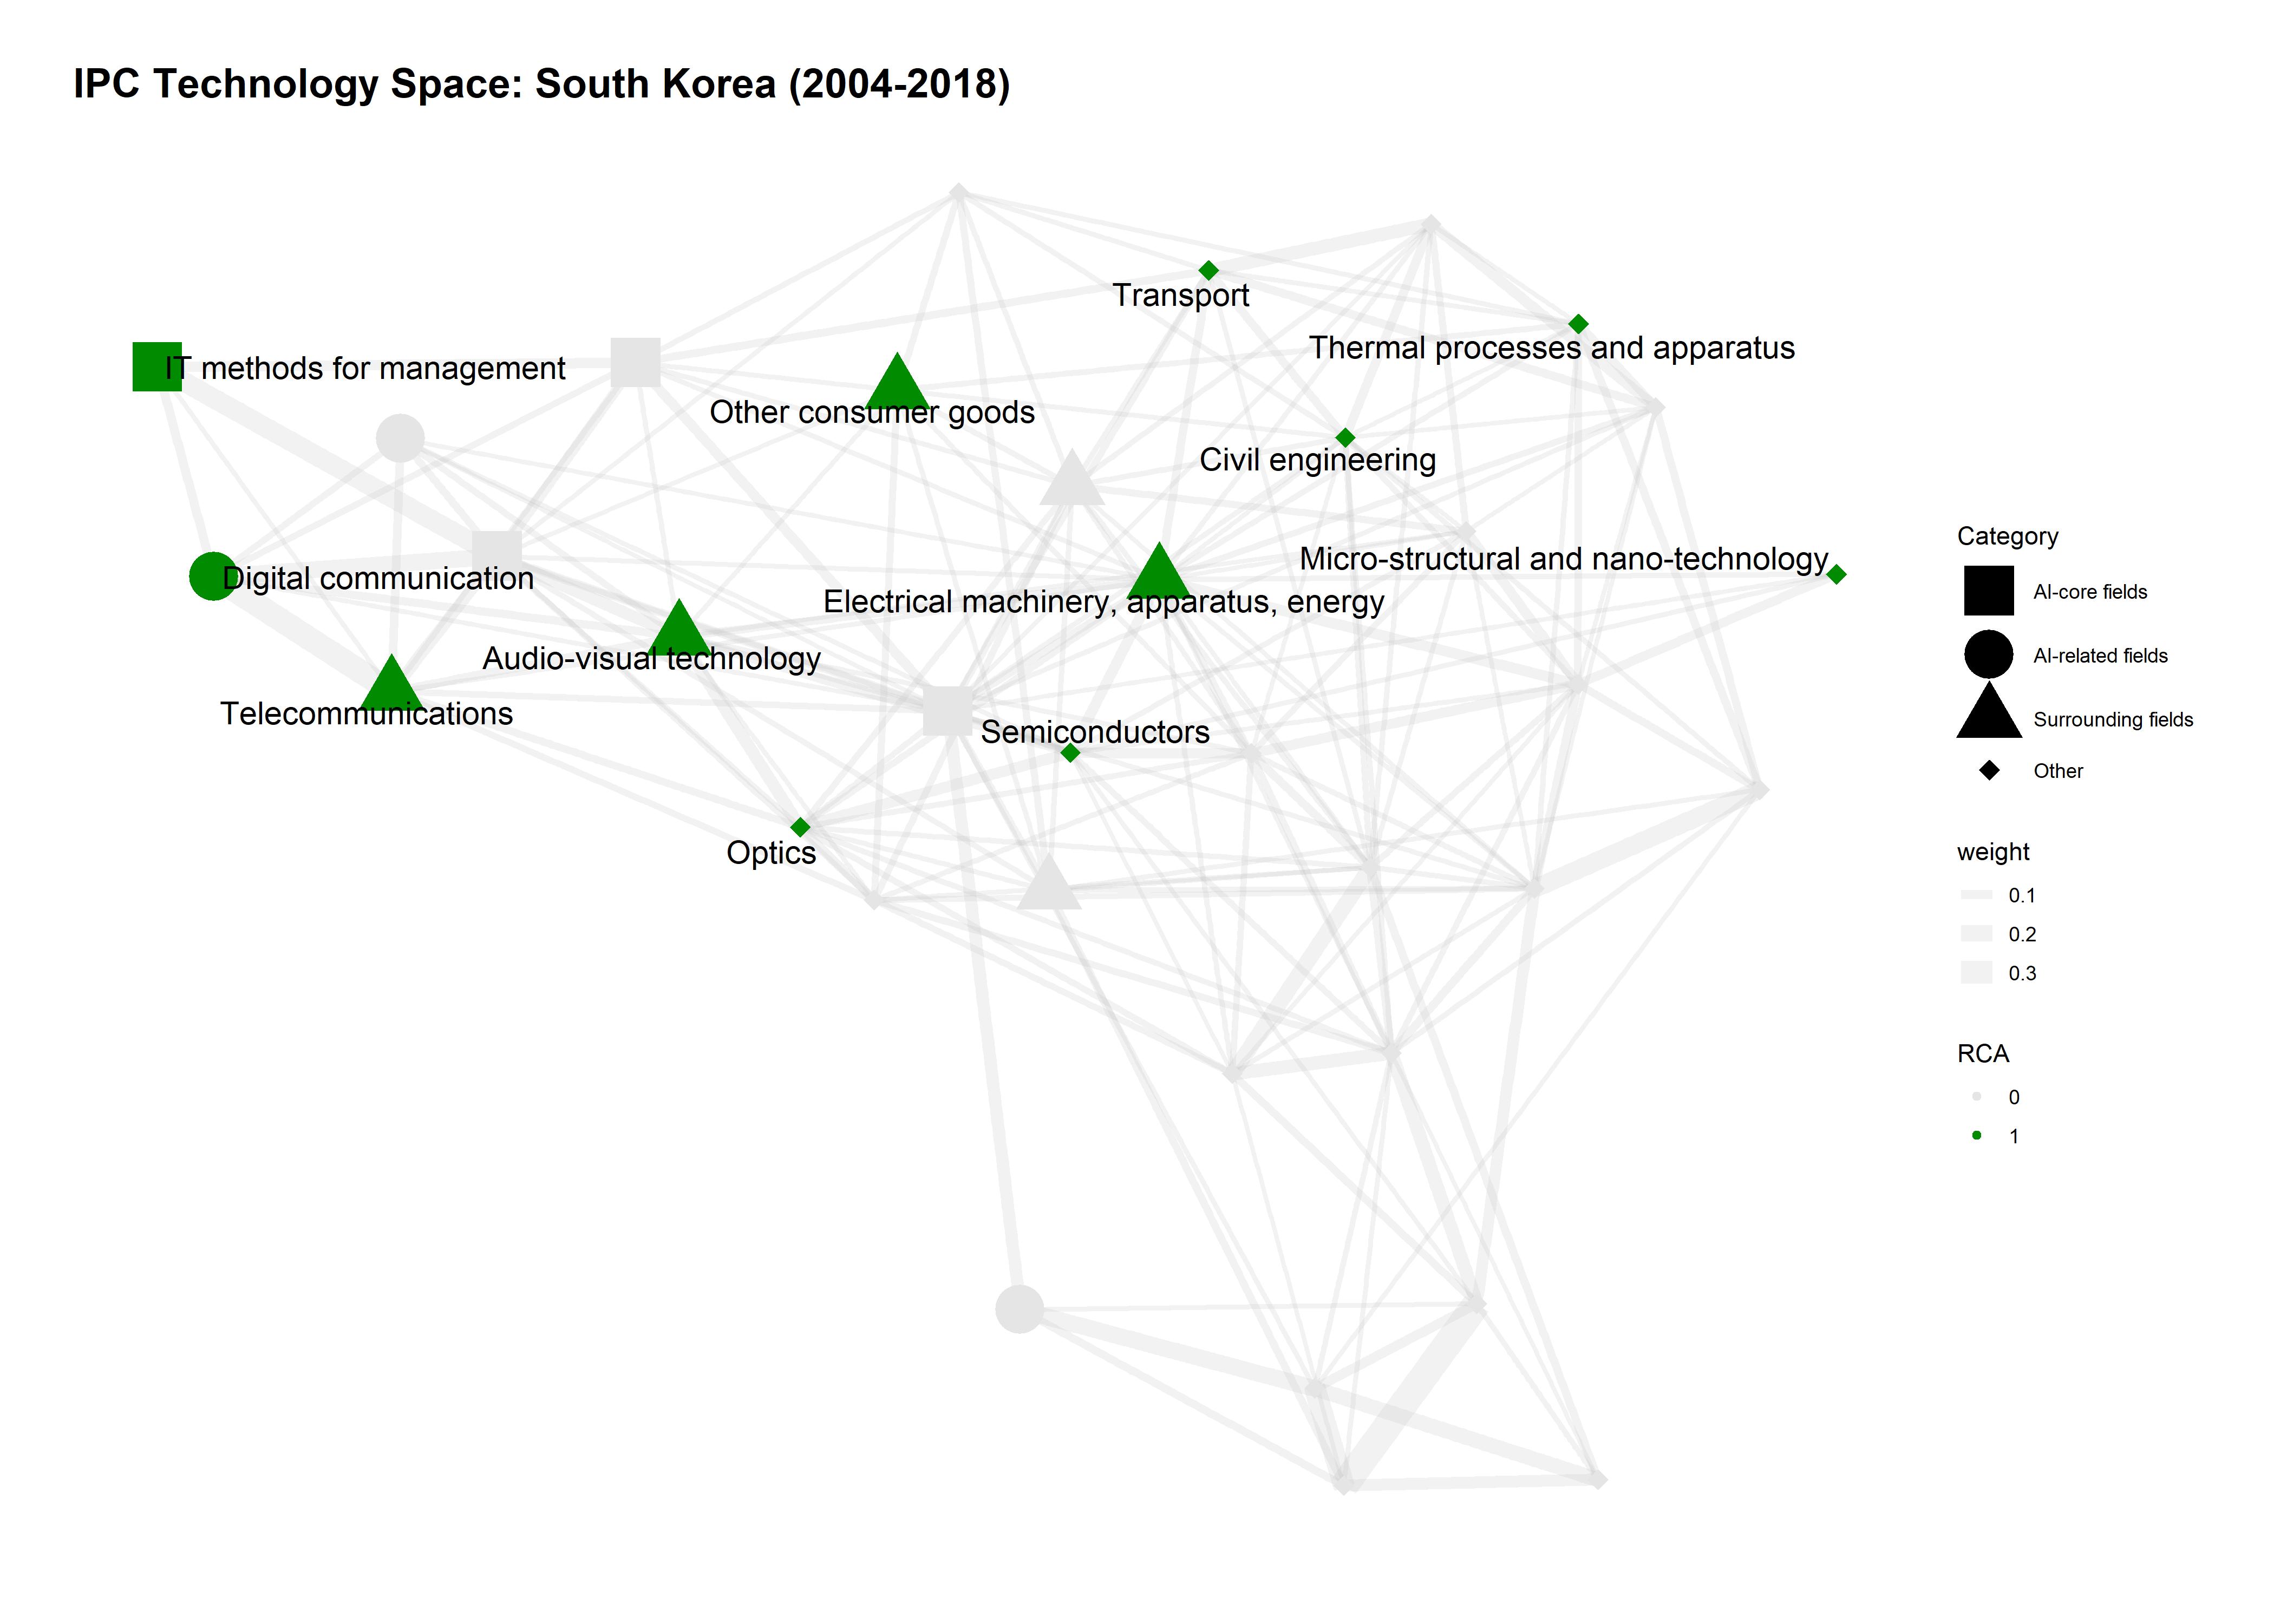 IPC Technology Space: South Korea (2004-2018)
Transport
Thermal processes and apparatus
IT methods for management
Other consumer goods
Civil engineering
Micro-structural and nano-technology
Digital communication
Electrical machinery, apparatus, energy
Audio-visual technology
Telecommunications
Semiconductors
Optics
Category
AI-core fields
AI-related fields
Surrounding fields
Other
weight
0.1
0.2
0.3
RCA
0
1